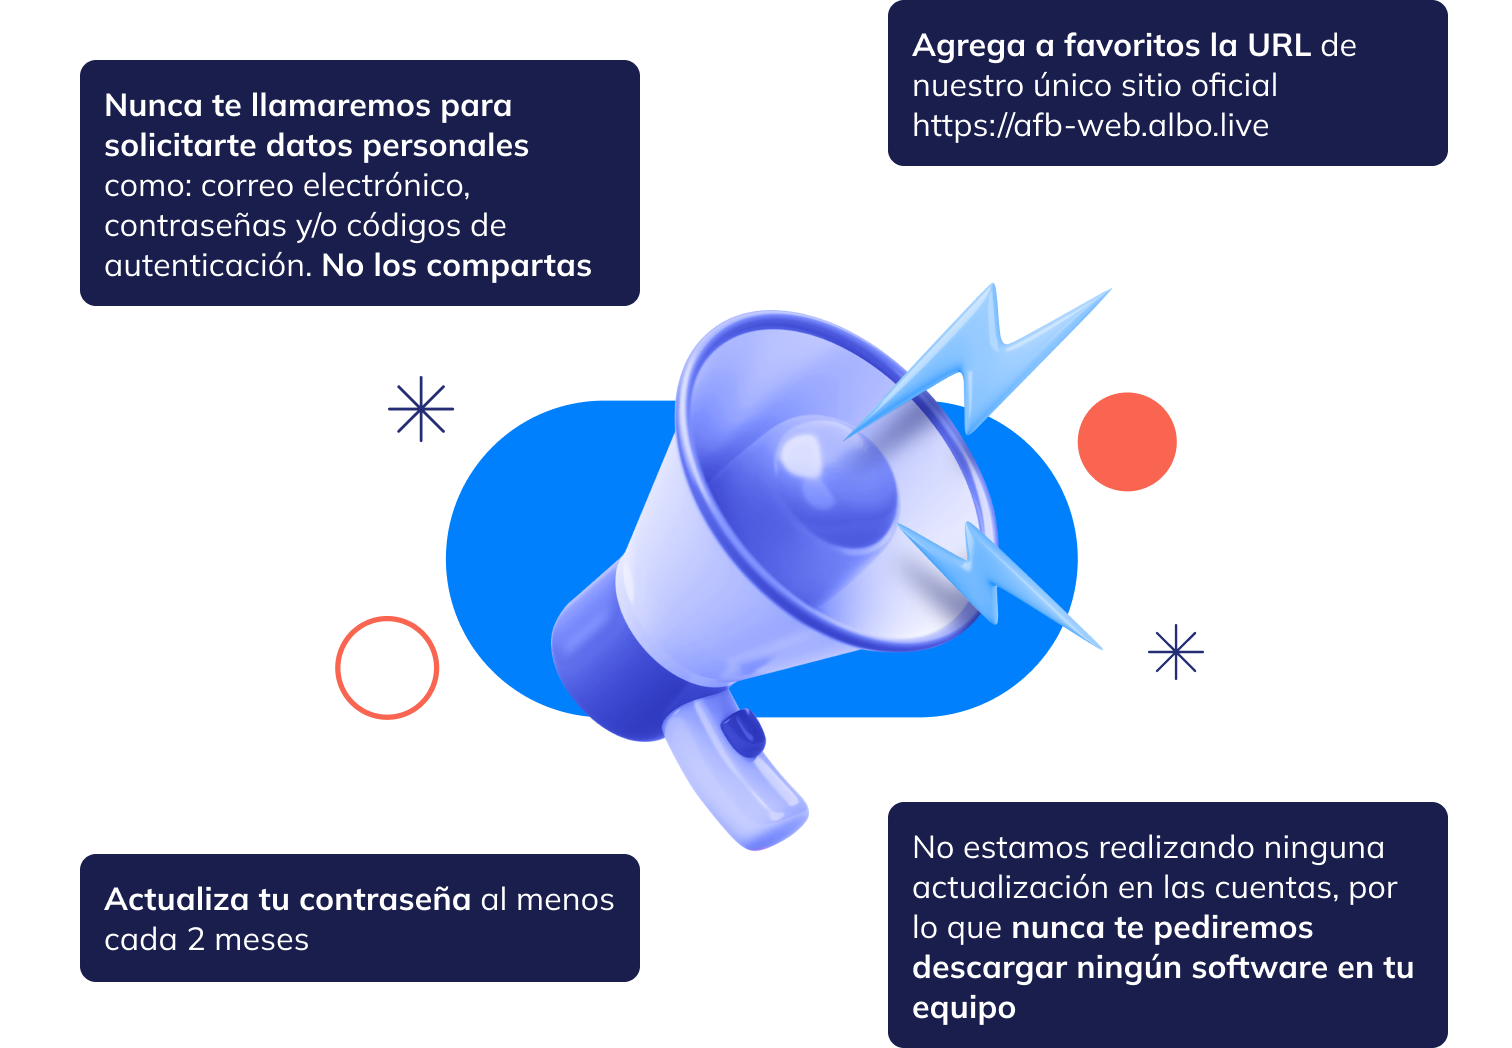 Nunca te llamaremos para
solicitarte datos personales
como: correo electrónico,
contraseñas y/o códigos de
autenticación. No los compartas
Agrega a favoritos la URL de
nuestro único sitio oficial
https://afb-web.albo.live
Actualiza tu contraseña al menos
cada 2 meses
No estamos realizando ninguna
actualización en las cuentas, por
lo que nunca te pediremos
descargar ningún software en tu
equipo